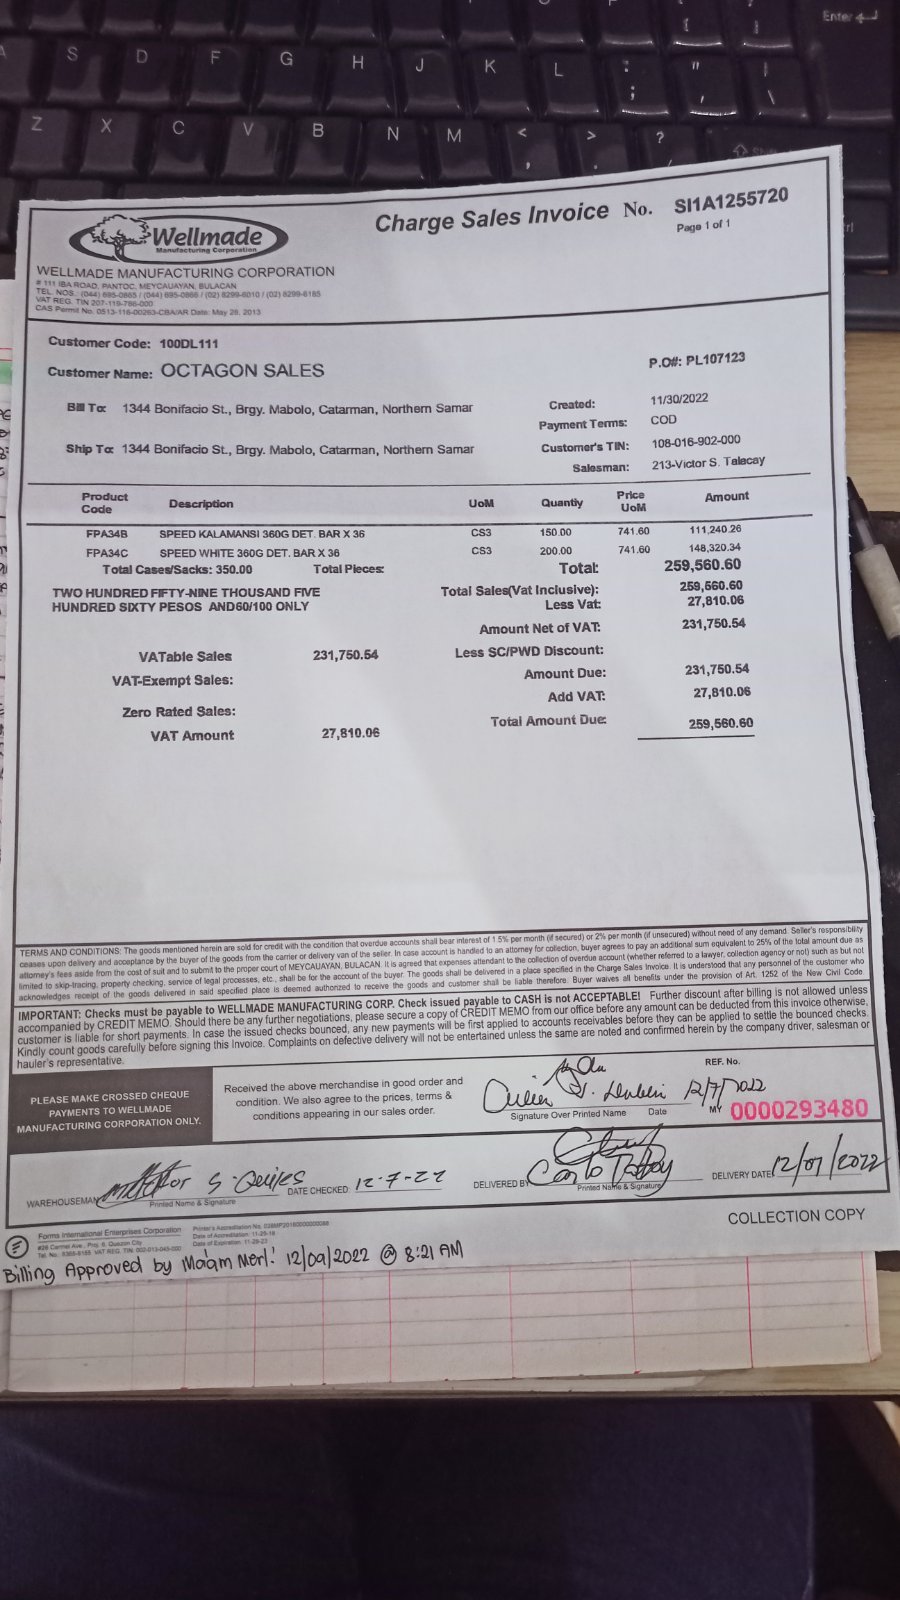 Enter
S D F G H J K L : ; " ' | \
Z X C V B N M < , > . ? /
Wellmade
Manufacturing Corporation
Charge Sales Invoice No. SI1A1255720
Page 1 of 1
WELLMADE MANUFACTURING CORPORATION
# 111 IBA ROAD, PANTOC, MEYCAUAYAN, BULACAN
TEL. NOS.: (044) 695-0865 / (044) 695-0866 / (02) 8299-6010 / (02) 8299-6185
VAT REG. TIN 207-119-786-000
CAS Permit No. 0513-116-00263-CBA/AR Date: May 28, 2013
Customer Code: 100DL111
Customer Name: OCTAGON SALES
P.O#: PL107123
Bill To: 1344 Bonifacio St., Brgy. Mabolo, Catarman, Northern Samar
Created: 11/30/2022
Payment Terms: COD
Ship To: 1344 Bonifacio St., Brgy. Mabolo, Catarman, Northern Samar
Customer's TIN: 108-016-902-000
Salesman: 213-Victor S. Talacay
Product Code Description UoM Quantiy Price UoM Amount
FPA34B SPEED KALAMANSI 360G DET. BAR X 36 CS3 150.00 741.60 111,240.26
FPA34C SPEED WHITE 360G DET. BAR X 36 CS3 200.00 741.60 148,320.34
Total Cases/Sacks: 350.00 Total Pieces: Total: 259,560.60
TWO HUNDRED FIFTY-NINE THOUSAND FIVE
HUNDRED SIXTY PESOS AND60/100 ONLY
Total Sales(Vat Inclusive): 259,560.60
Less Vat: 27,810.06
Amount Net of VAT: 231,750.54
VATable Sales 231,750.54
Less SC/PWD Discount:
VAT-Exempt Sales:
Amount Due: 231,750.54
Add VAT: 27,810.06
Zero Rated Sales:
Total Amount Due: 259,560.60
VAT Amount 27,810.06
TERMS AND CONDITIONS: The goods mentioned herein are sold for credit with the condition that overdue accounts shall bear interest of 1.5% per month (if secured) or 2% per month (if unsecured) without need of any demand. Seller's responsibility
ceases upon delivery and acceptance by the buyer of the goods from the carrier or delivery van of the seller. In case account is handled to an attorney for collection, buyer agrees to pay an additional sum equivalent to 25% of the total amount due as
attorney's fees aside from the cost of suit and to submit to the proper court of MEYCAUAYAN, BULACAN. It is agreed that expenses attendant to the collection of overdue account (whether referred to a lawyer, collection agency or not) such as but not
limited to skip-tracing, property checking, service of legal processes, etc., shall be for the account of the buyer. The goods shall be delivered in a place specified in the Charge Sales Invoice. It is understood that any personnel of the customer who
acknowledges receipt of the goods delivered in said specified place is deemed authorized to receive the goods and customer shall be liable therefore. Buyer waives all benefits under the provision of Art. 1252 of the New Civil Code.
IMPORTANT: Checks must be payable to WELLMADE MANUFACTURING CORP. Check issued payable to CASH is not ACCEPTABLE! Further discount after billing is not allowed unless
accompanied by CREDIT MEMO. Should there be any further negotiations, please secure a copy of CREDIT MEMO from our office before any amount can be deducted from this invoice otherwise,
customer is liable for short payments. In case the issued checks bounced, any new payments will be first applied to accounts receivables before they can be applied to settle the bounced checks.
Kindly count goods carefully before signing this Invoice. Complaints on defective delivery will not be entertained unless the same are noted and confirmed herein by the company driver, salesman or
hauler's representative.
PLEASE MAKE CROSSED CHEQUE
PAYMENTS TO WELLMADE
MANUFACTURING CORPORATION ONLY.
Received the above merchandise in good order and
condition. We also agree to the prices, terms &
conditions appearing in our sales order.
12/7/2022
Signature Over Printed Name Date
REF. No.
MY 0000293480
WAREHOUSEMAN
Printed Name & Signature
DATE CHECKED: 12-7-22
DELIVERED BY
Printed Name & Signature
DELIVERY DATE 12/07/2022
COLLECTION COPY
Forms International Enterprises Corporation
#28 Carmel Ave., Proj. 6, Quezon City
Date of Accreditation: 11-25-18
Billing Approved by Ma'am Merl! 12/09/2022 @ 8:21 AM